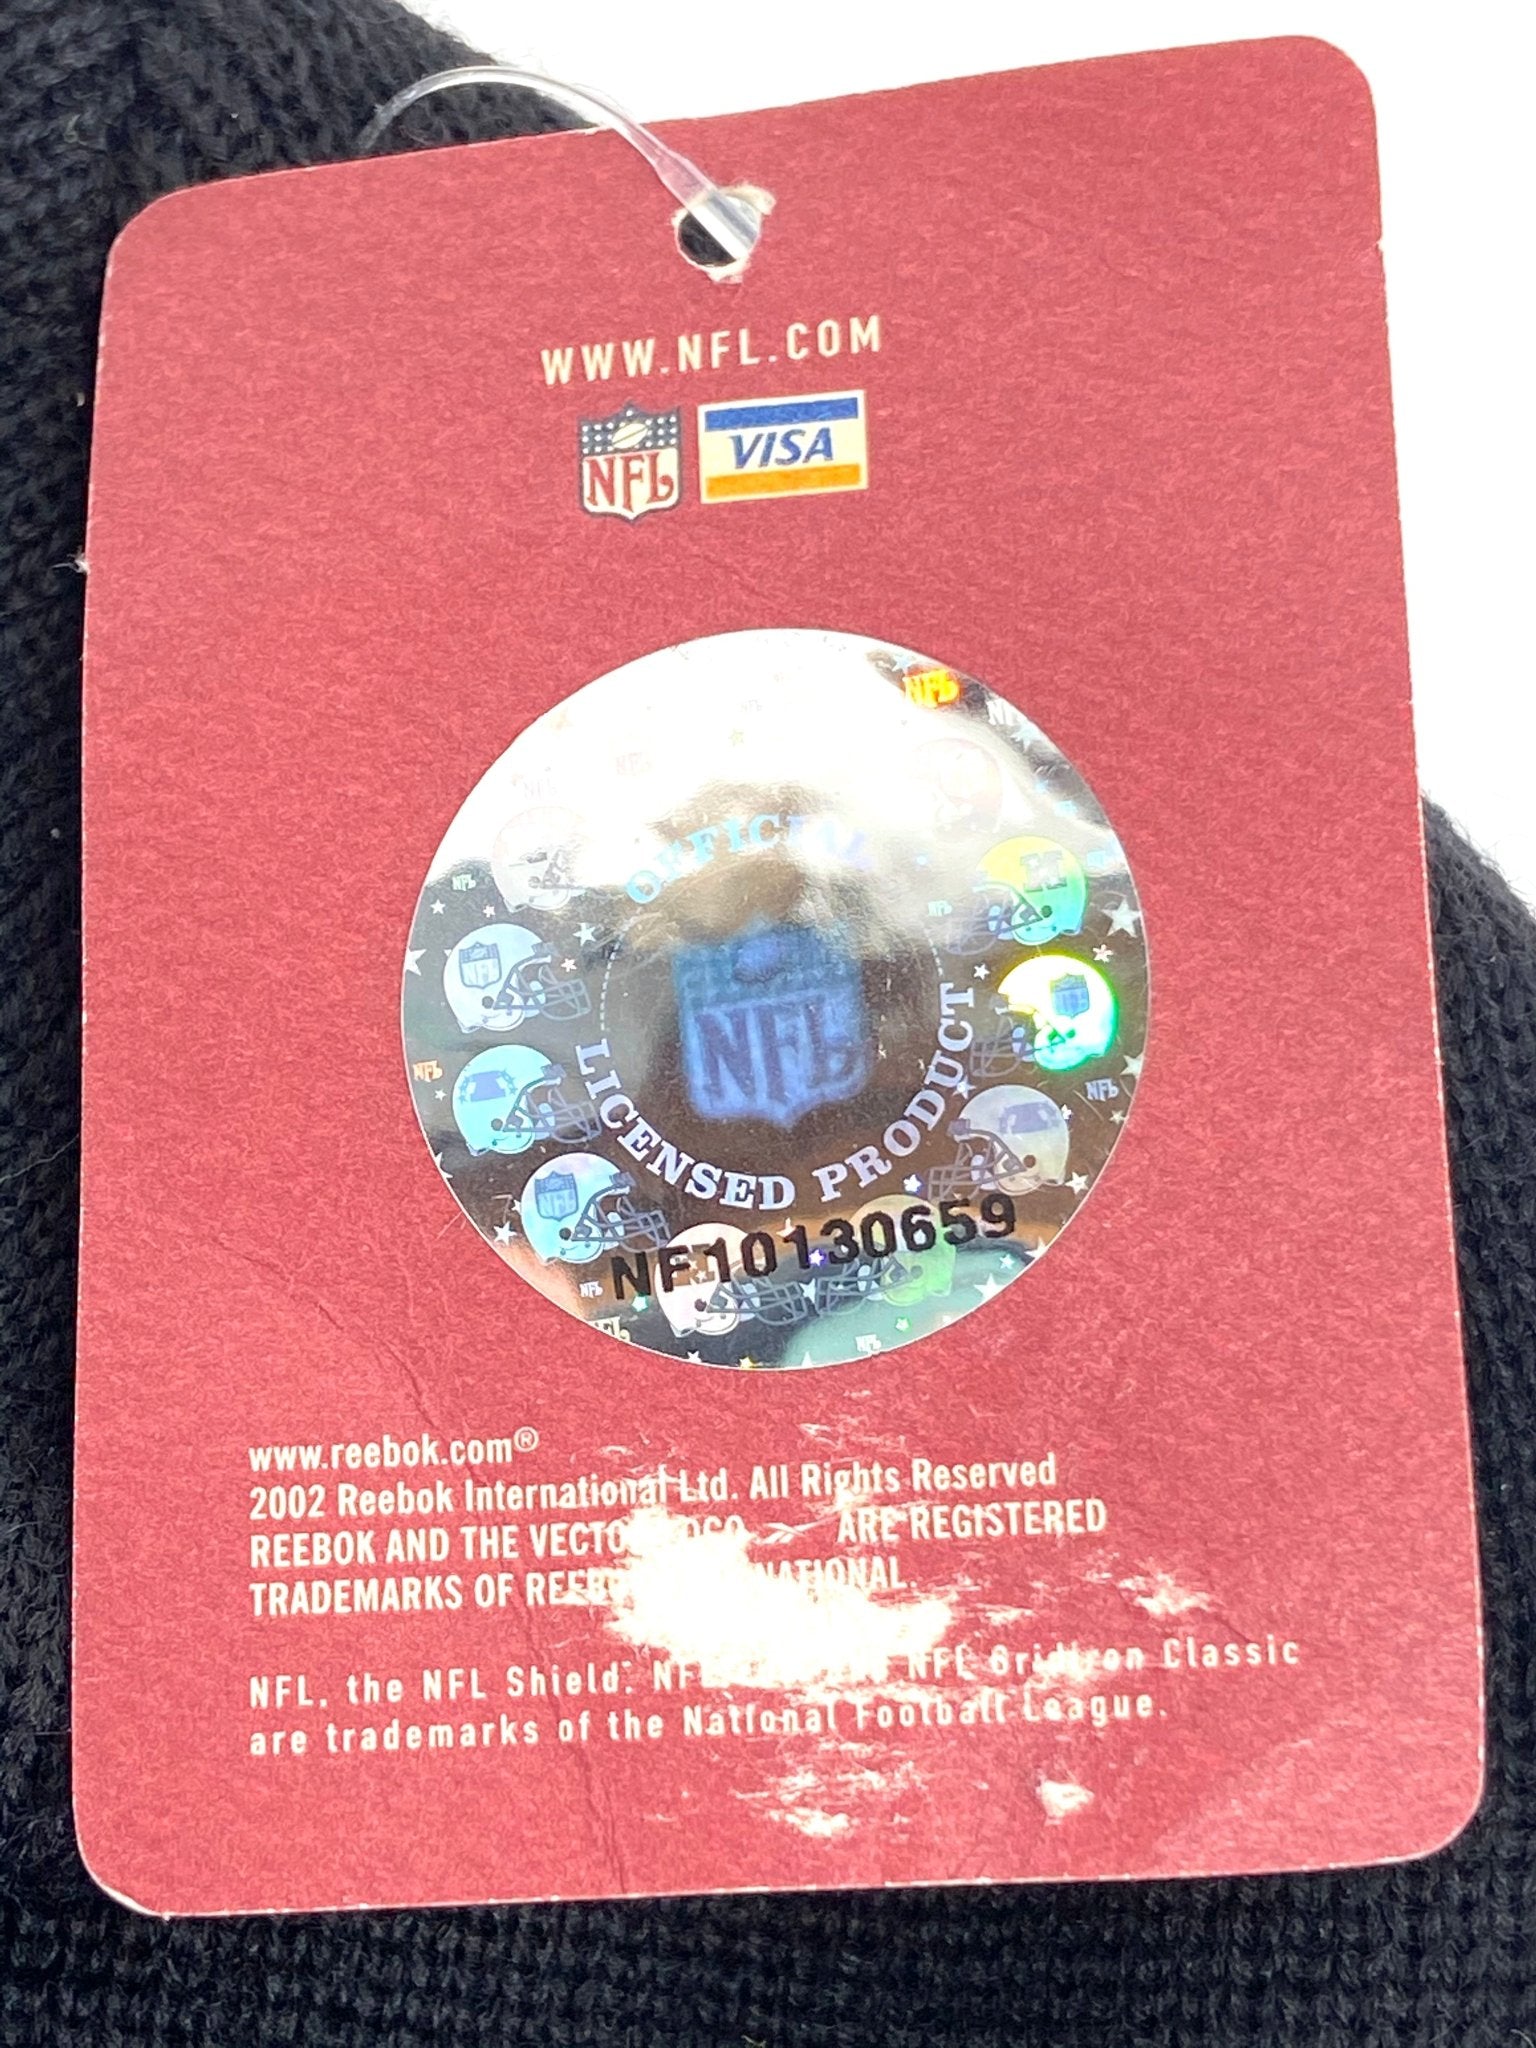 WWW.NFL.COM
NFL VISA
OFFICIAL
NFL
LICENSED PRODUCT
NF10130659
www.reebok.com®
2002 Reebok International Ltd. All Rights Reserved
REEBOK AND THE VECTOR LOGO ARE REGISTERED
TRADEMARKS OF
NFL, the NFL Shield, NFL Gridiron Classic
are trademarks of the National Football League.